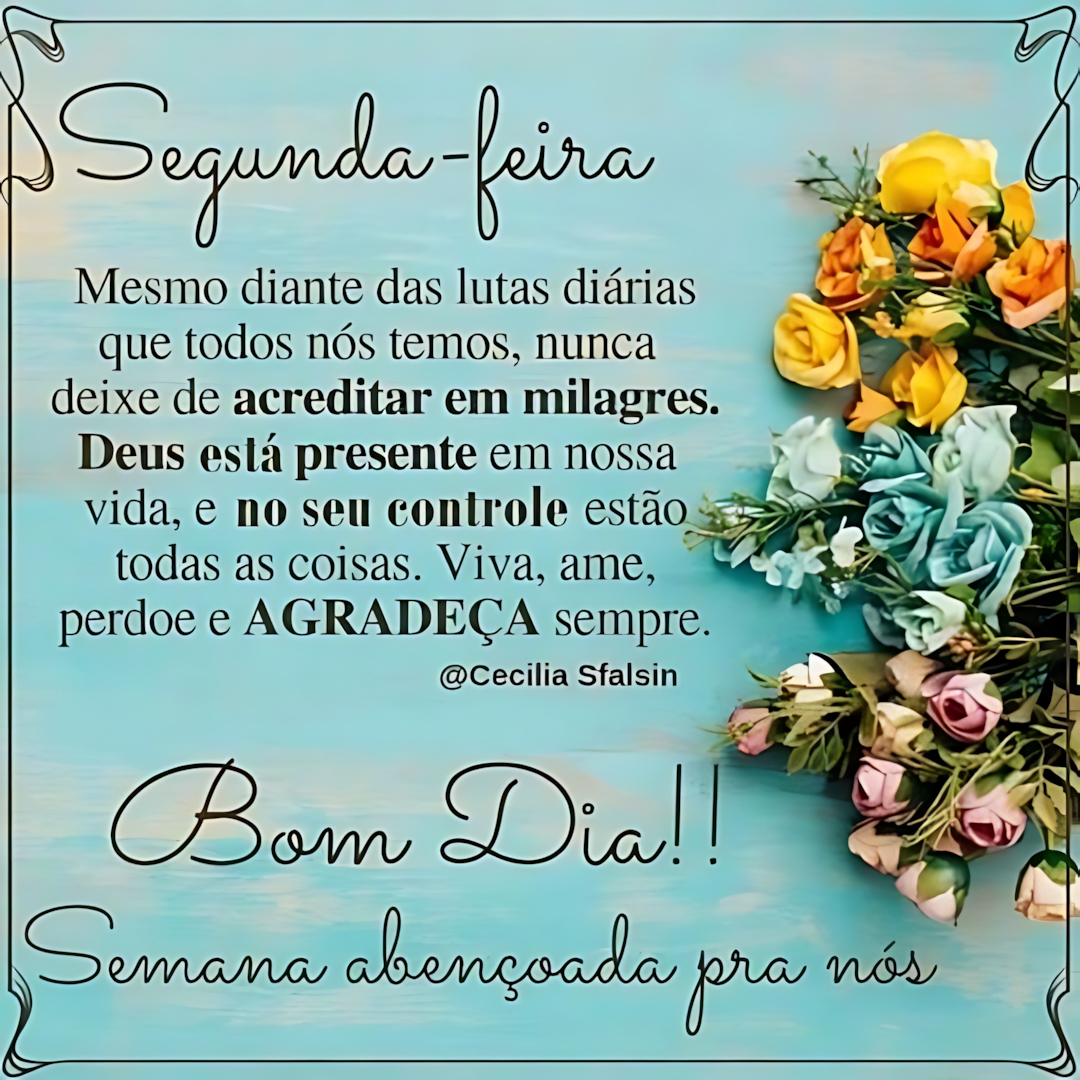 Segunda-feira
Mesmo diante das lutas diárias
que todos nós temos, nunca
deixe de acreditar em milagres.
Deus está presente em nossa
vida, e no seu controle estão
todas as coisas. Viva, ame,
perdoe e AGRADEÇA sempre.
@Cecilia Sfalsin
Bom Dia!!
Semana abençoada pra nós